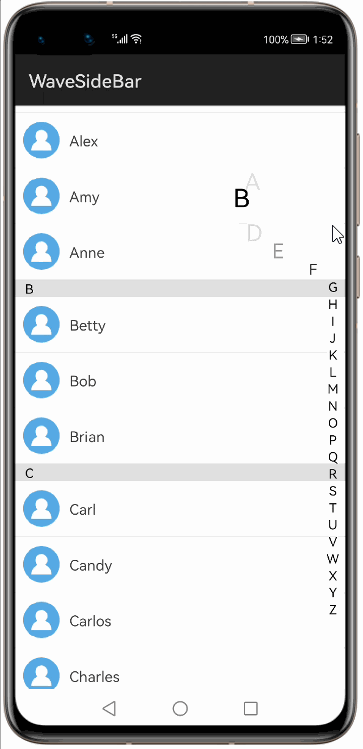 100% 1:52
WaveSideBar
Alex
A
Amy
B
D
Anne
E
F
B
G
H
Betty
I
J
K
Bob
L
M
N
O
Brian
P
Q
C
R
S
Carl
T
U
V
Candy
W
X
Y
Carlos
Z
Charles